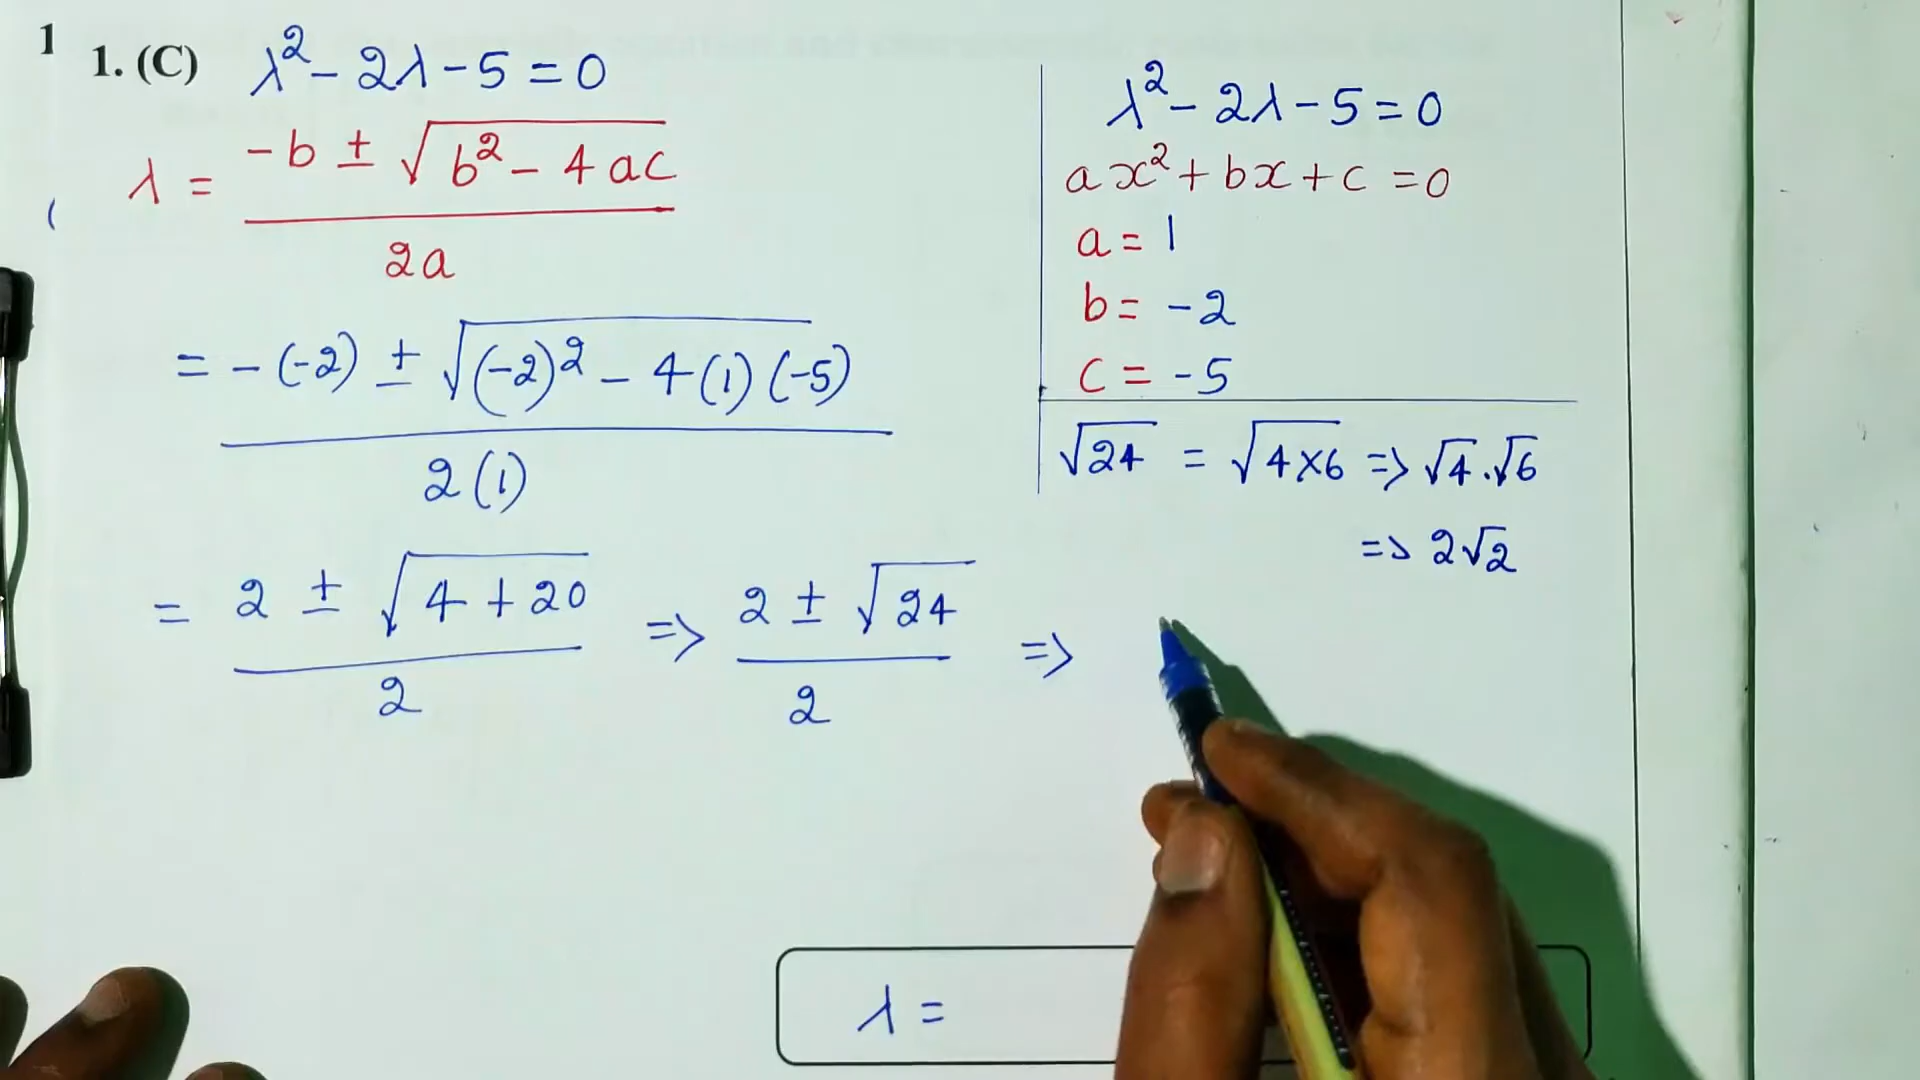 1
1. (C) λ² - 2λ - 5 = 0
λ = (-b ± √(b² - 4ac)) / 2a
= (-(-2) ± √((-2)² - 4(1)(-5))) / 2(1)
= (2 ± √(4 + 20)) / 2 => (2 ± √24) / 2 =>
λ² - 2λ - 5 = 0
ax² + bx + c = 0
a = 1
b = -2
c = -5
√24 = √(4×6) => √4 . √6
=> 2√2
λ =